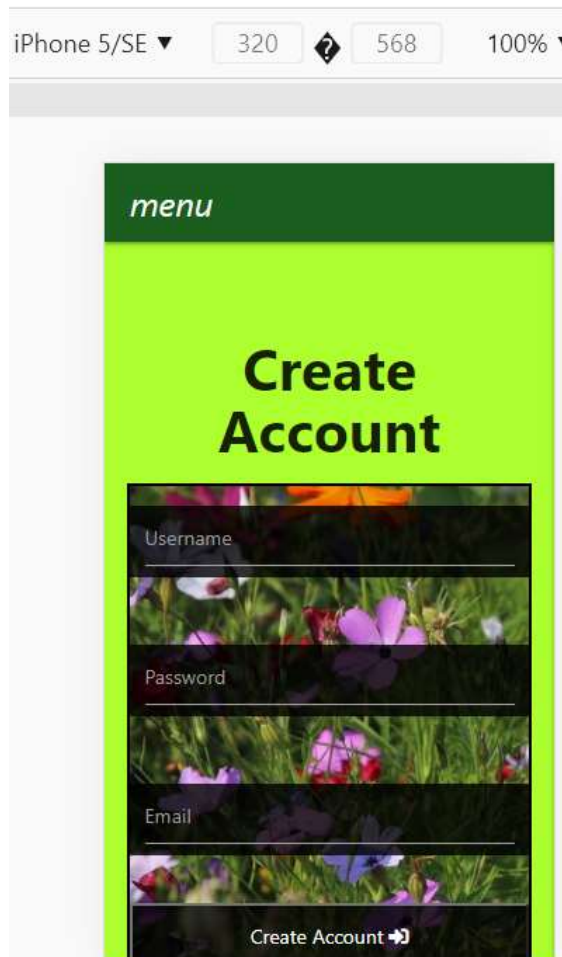 iPhone 5/SE ▼ 320 � 568 100% ▼
menu
Create
Account
Username
Password
Email
Create Account